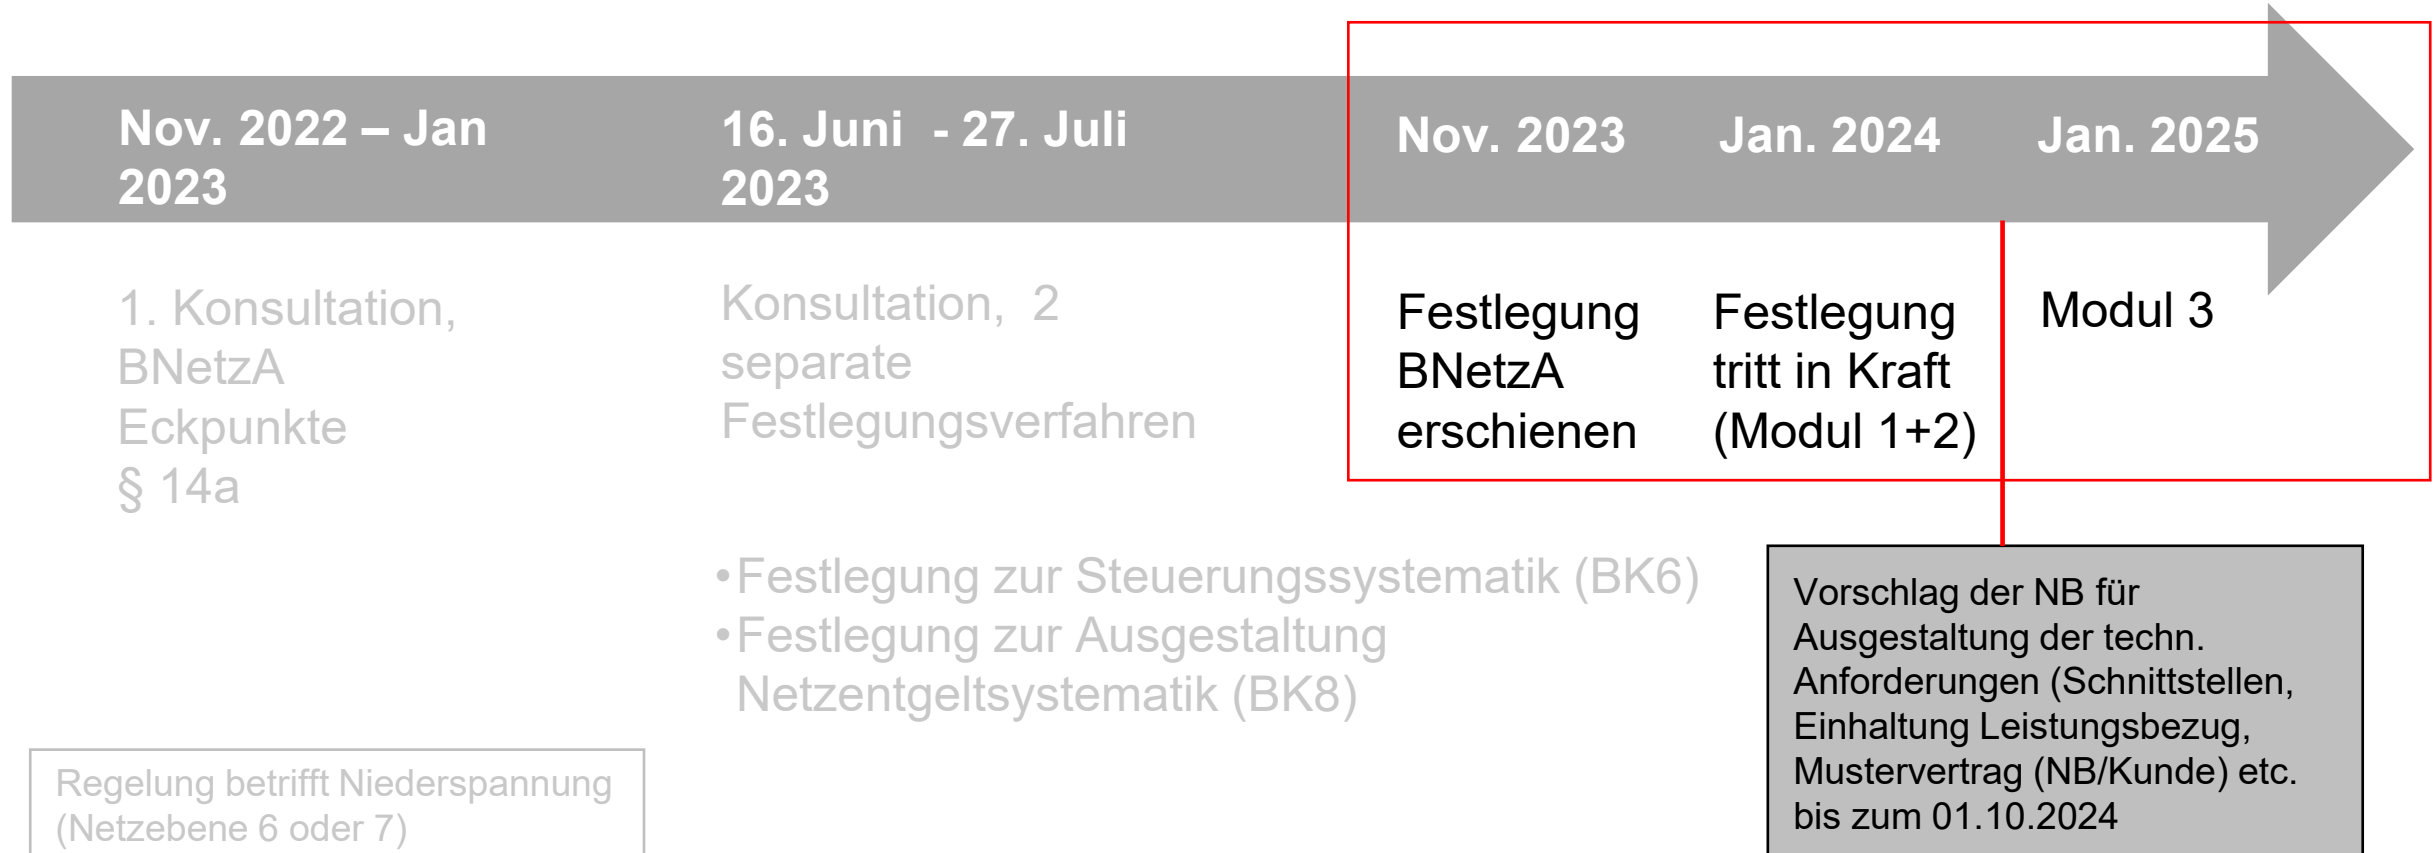 Nov. 2022 – Jan
2023
16. Juni  - 27. Juli
2023
Nov. 2023
Jan. 2024
Jan. 2025
1. Konsultation,
BNetzA
Eckpunkte
§ 14a
Konsultation,  2
separate
Festlegungsverfahren
Festlegung
BNetzA
erschienen
Festlegung
tritt in Kraft
(Modul 1+2)
Modul 3
•Festlegung zur Steuerungssystematik (BK6)
•Festlegung zur Ausgestaltung
Netzentgeltsystematik (BK8)
Vorschlag der NB für
Ausgestaltung der techn.
Anforderungen (Schnittstellen,
Einhaltung Leistungsbezug,
Mustervertrag (NB/Kunde) etc.
bis zum 01.10.2024
Regelung betrifft Niederspannung
(Netzebene 6 oder 7)